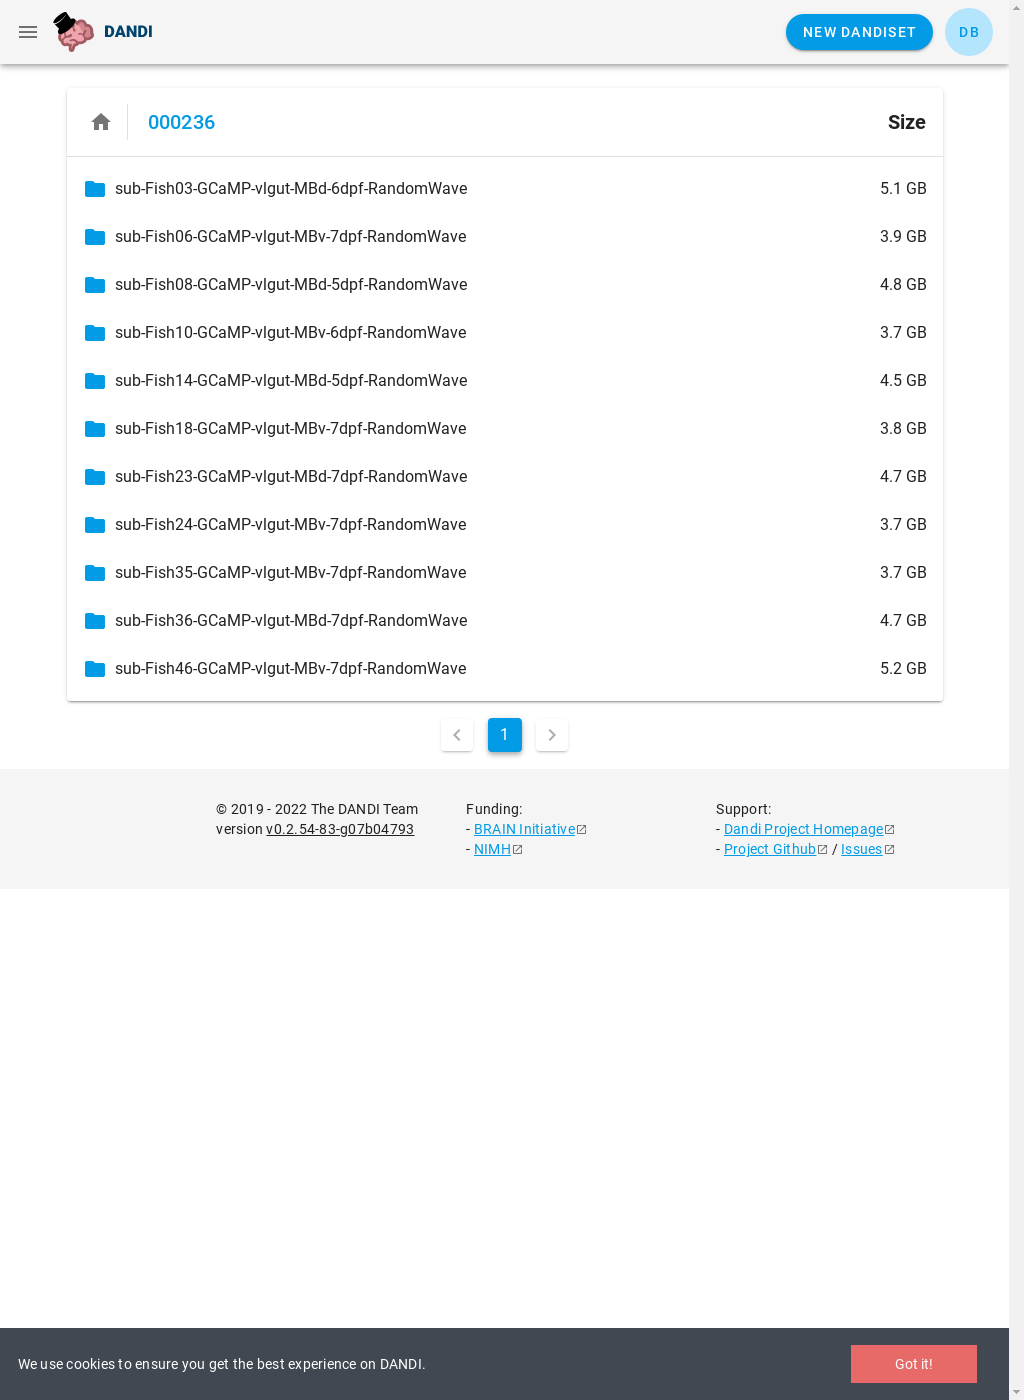 DANDI
NEW DANDISET
DB
000236
Size
sub-Fish03-GCaMP-vlgut-MBd-6dpf-RandomWave 5.1 GB
sub-Fish06-GCaMP-vlgut-MBv-7dpf-RandomWave 3.9 GB
sub-Fish08-GCaMP-vlgut-MBd-5dpf-RandomWave 4.8 GB
sub-Fish10-GCaMP-vlgut-MBv-6dpf-RandomWave 3.7 GB
sub-Fish14-GCaMP-vlgut-MBd-5dpf-RandomWave 4.5 GB
sub-Fish18-GCaMP-vlgut-MBv-7dpf-RandomWave 3.8 GB
sub-Fish23-GCaMP-vlgut-MBd-7dpf-RandomWave 4.7 GB
sub-Fish24-GCaMP-vlgut-MBv-7dpf-RandomWave 3.7 GB
sub-Fish35-GCaMP-vlgut-MBv-7dpf-RandomWave 3.7 GB
sub-Fish36-GCaMP-vlgut-MBd-7dpf-RandomWave 4.7 GB
sub-Fish46-GCaMP-vlgut-MBv-7dpf-RandomWave 5.2 GB
1
© 2019 - 2022 The DANDI Team
version v0.2.54-83-g07b04793
Funding:
- BRAIN Initiative
- NIMH
Support:
- Dandi Project Homepage
- Project Github / Issues
We use cookies to ensure you get the best experience on DANDI.
Got it!